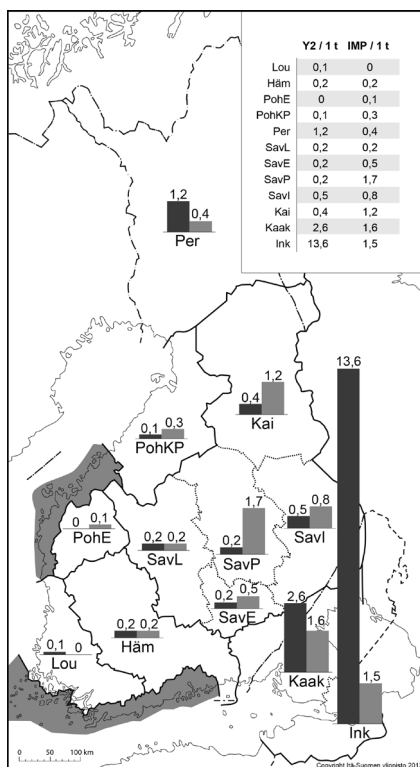 Y2 / 1 t IMP / 1 t
Lou 0,1 0
Häm 0,2 0,2
PohE 0 0,1
PohKP 0,1 0,3
Per 1,2 0,4
SavL 0,2 0,2
SavE 0,2 0,5
SavP 0,2 1,7
SavI 0,5 0,8
Kai 0,4 1,2
Kaak 2,6 1,6
Ink 13,6 1,5
1,2
0,4
Per
13,6
1,2
0,4
Kai
0,1 0,3
PohKP
1,7
0,2
SavP
0,5 0,8
SavI
0 0,1
PohE
0,2 0,2
SavL
0,2 0,5
SavE
2,6
1,6
Kaak
0,2 0,2
Häm
0,1 0
Lou
1,5
Ink
0 50 100 km
Copyright Itä-Suomen yliopisto